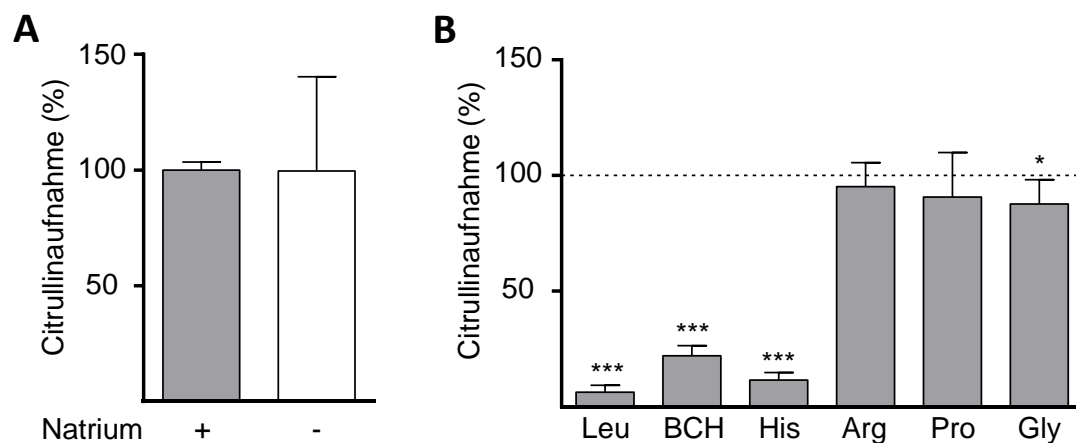 A
Citrullinaufnahme (%)
150
100
50
Natrium + -
B
Citrullinaufnahme (%)
150
100
50
*** *** *** *
Leu BCH His Arg Pro Gly